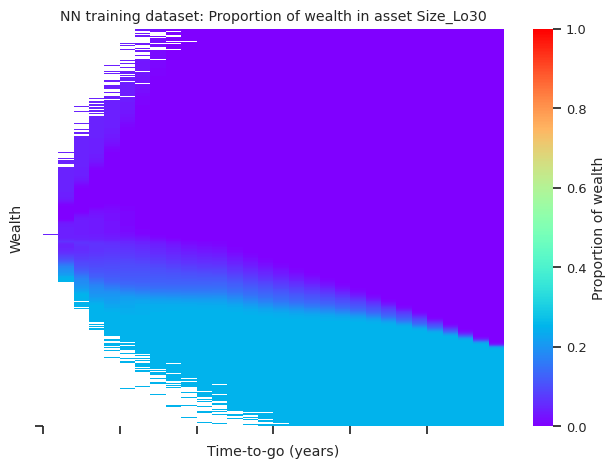 NN training dataset: Proportion of wealth in asset Size_Lo30
Wealth
Time-to-go (years)
1.0
0.8
0.6
0.4
0.2
0.0
Proportion of wealth